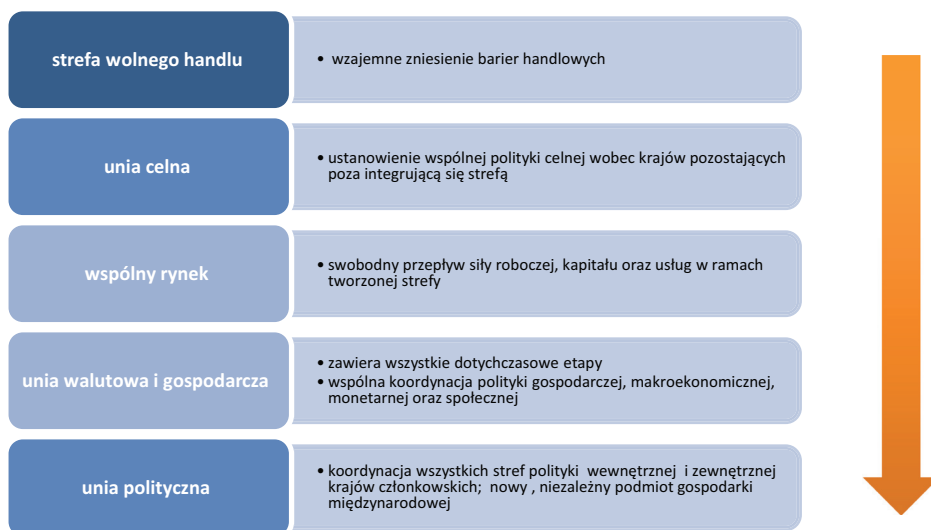 strefa wolnego handlu
• wzajemne zniesienie barier handlowych
unia celna
• ustanowienie wspólnej polityki celnej wobec krajów pozostających
poza integrującą się strefą
wspólny rynek
• swobodny przepływ siły roboczej, kapitału oraz usług w ramach
tworzonej strefy
unia walutowa i gospodarcza
• zawiera wszystkie dotychczasowe etapy
• wspólna koordynacja polityki gospodarczej, makroekonomicznej,
monetarnej oraz społecznej
unia polityczna
• koordynacja wszystkich stref polityki wewnętrznej i zewnętrznej
krajów członkowskich; nowy , niezależny podmiot gospodarki
międzynarodowej